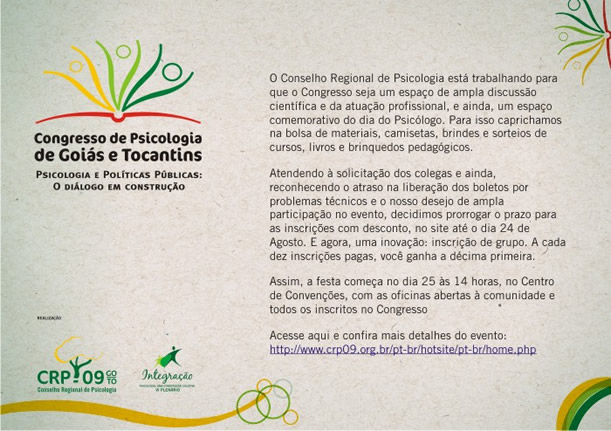 Congresso de Psicologia
de Goiás e Tocantins
PSICOLOGIA E POLÍTICAS PÚBLICAS:
O DIÁLOGO EM CONSTRUÇÃO
O Conselho Regional de Psicologia está trabalhando para
que o Congresso seja um espaço de ampla discussão
científica e da atuação profissional, e ainda, um espaço
comemorativo do dia do Psicólogo. Para isso caprichamos
na bolsa de materiais, camisetas, brindes e sorteios de
cursos, livros e brinquedos pedagógicos.
Atendendo à solicitação dos colegas e ainda,
reconhecendo o atraso na liberação dos boletos por
problemas técnicos e o nosso desejo de ampla
participação no evento, decidimos prorrogar o prazo para
as inscrições com desconto, no site até o dia 24 de
Agosto. E agora, uma inovação: inscrição de grupo. A cada
dez inscrições pagas, você ganha a décima primeira.
Assim, a festa começa no dia 25 às 14 horas, no Centro
de Convenções, com as oficinas abertas à comunidade e
todos os inscritos no Congresso
Acesse aqui e confira mais detalhes do evento:
http://www.crp09.org.br/pt-br/hotsite/pt-br/home.php
REALIZAÇÃO
CRP 09 GO TO
Conselho Regional de Psicologia
Integração